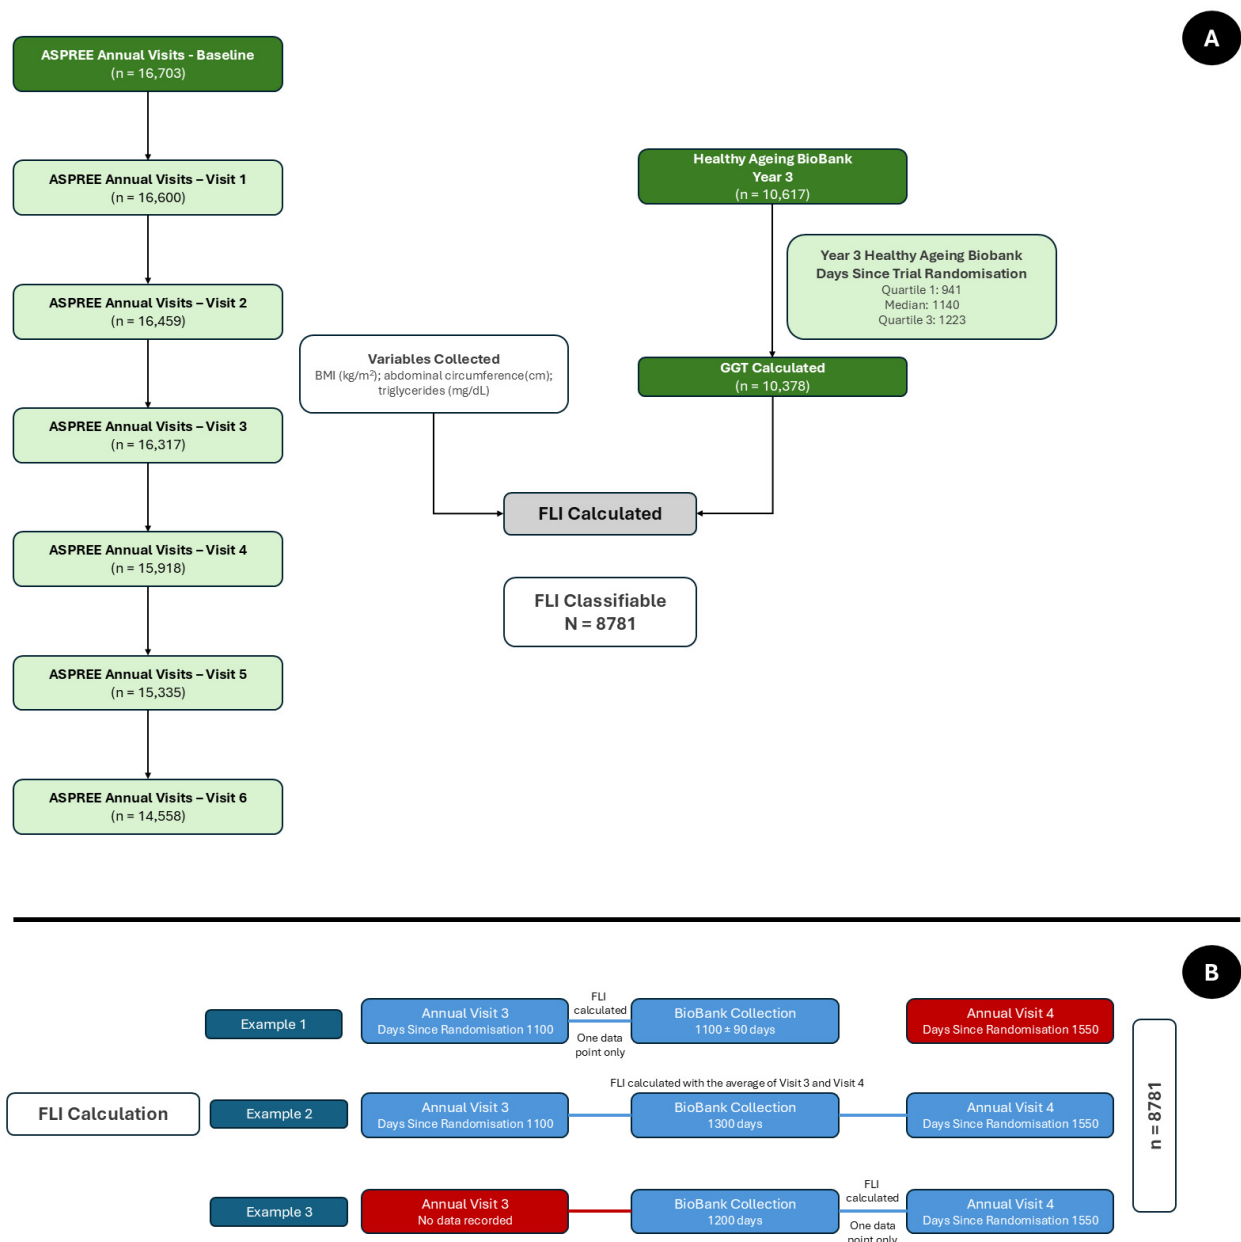 A
ASPREE Annual Visits - Baseline
(n = 16,703)
ASPREE Annual Visits – Visit 1
(n = 16,600)
ASPREE Annual Visits – Visit 2
(n = 16,459)
ASPREE Annual Visits – Visit 3
(n = 16,317)
ASPREE Annual Visits – Visit 4
(n = 15,918)
ASPREE Annual Visits – Visit 5
(n = 15,335)
ASPREE Annual Visits – Visit 6
(n = 14,558)
Healthy Ageing BioBank
Year 3
(n = 10,617)
Year 3 Healthy Ageing Biobank
Days Since Trial Randomisation
Quartile 1: 941
Median: 1140
Quartile 3: 1223
Variables Collected
BMI (kg/m²); abdominal circumference(cm);
triglycerides (mg/dL)
GGT Calculated
(n = 10,378)
FLI Calculated
FLI Classifiable
N = 8781
B
FLI Calculation
Example 1
Annual Visit 3
Days Since Randomisation 1100
FLI
calculated
One data
point only
BioBank Collection
1100 ± 90 days
Annual Visit 4
Days Since Randomisation 1550
Example 2
Annual Visit 3
Days Since Randomisation 1100
FLI calculated with the average of Visit 3 and Visit 4
BioBank Collection
1300 days
Annual Visit 4
Days Since Randomisation 1550
Example 3
Annual Visit 3
No data recorded
BioBank Collection
1200 days
FLI
calculated
One data
point only
Annual Visit 4
Days Since Randomisation 1550
n = 8781